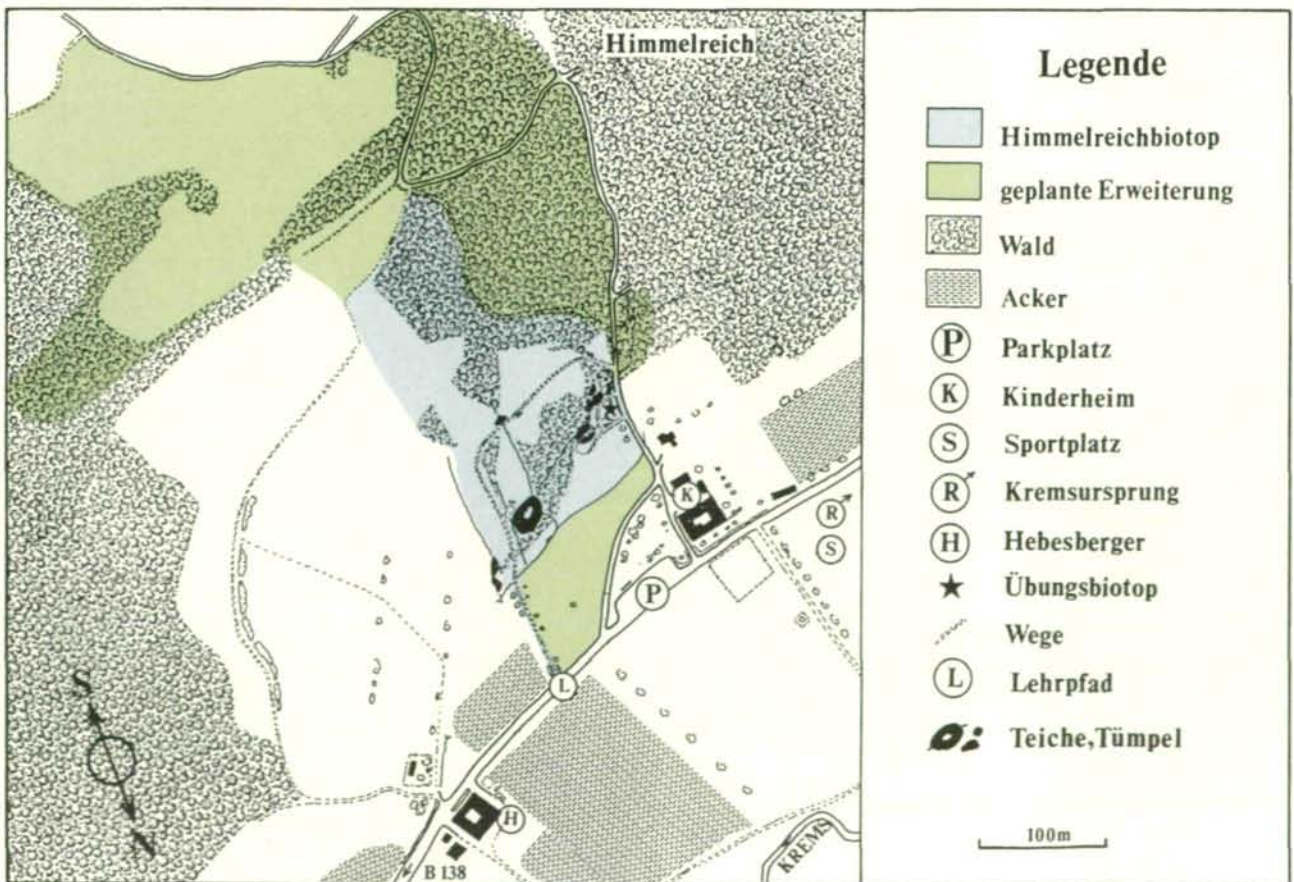 Himmelreich
K
R
S
P
L
H
S
N
B 138
KREMS
Legende
Himmelreichbiotop
geplante Erweiterung
Wald
Acker
P Parkplatz
K Kinderheim
S Sportplatz
R Kremsursprung
H Hebesberger
Übungsbiotop
Wege
L Lehrpfad
Teiche,Tümpel
100m